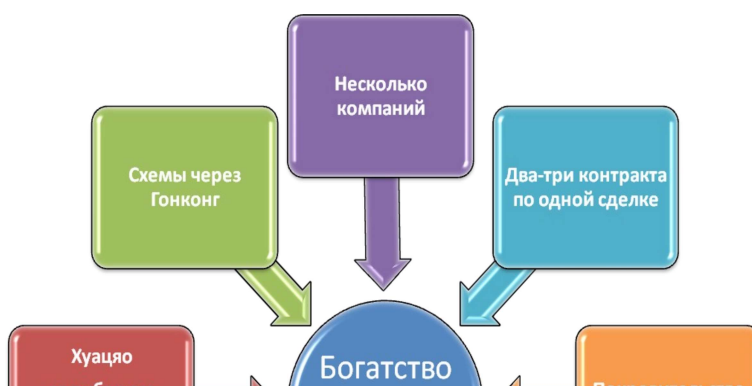 Несколько
компаний
Схемы через
Гонконг
Два-три контракта
по одной сделке
Хуацяо
Богатство